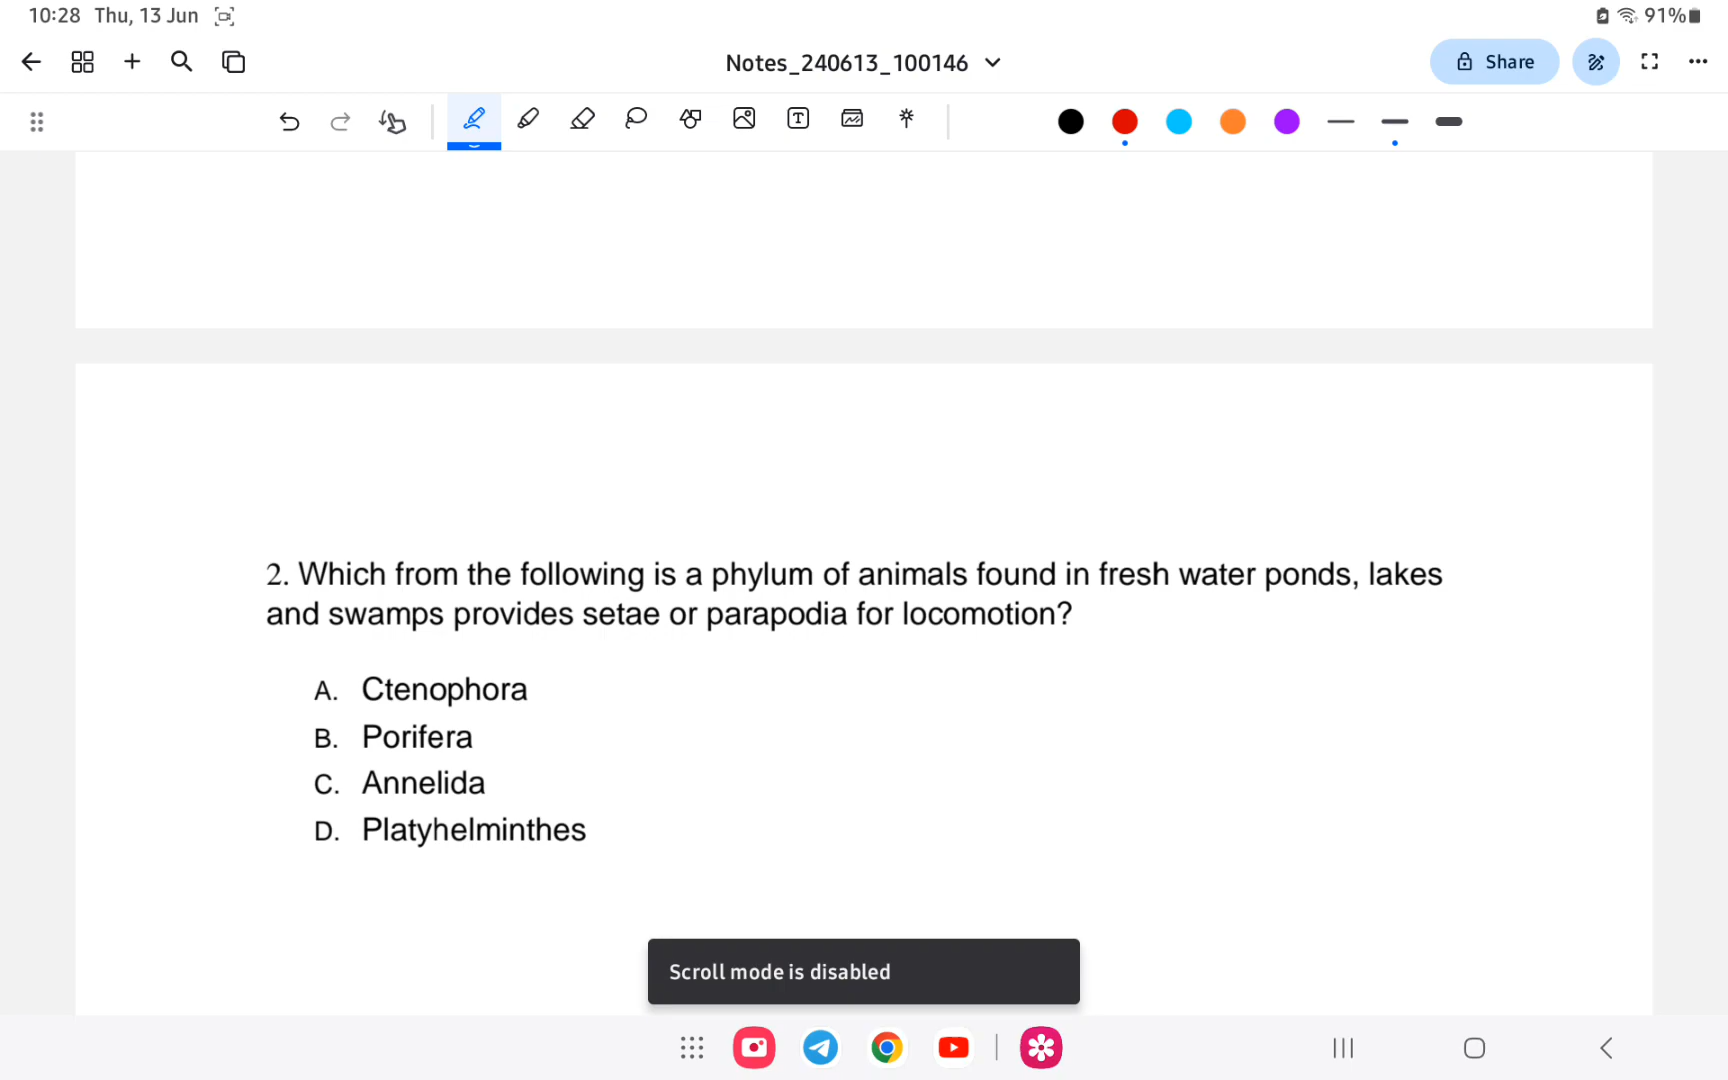 10:28 Thu, 13 Jun 91%
Notes_240613_100146
Share
2. Which from the following is a phylum of animals found in fresh water ponds, lakes
and swamps provides setae or parapodia for locomotion?
A. Ctenophora
B. Porifera
C. Annelida
D. Platyhelminthes
Scroll mode is disabled